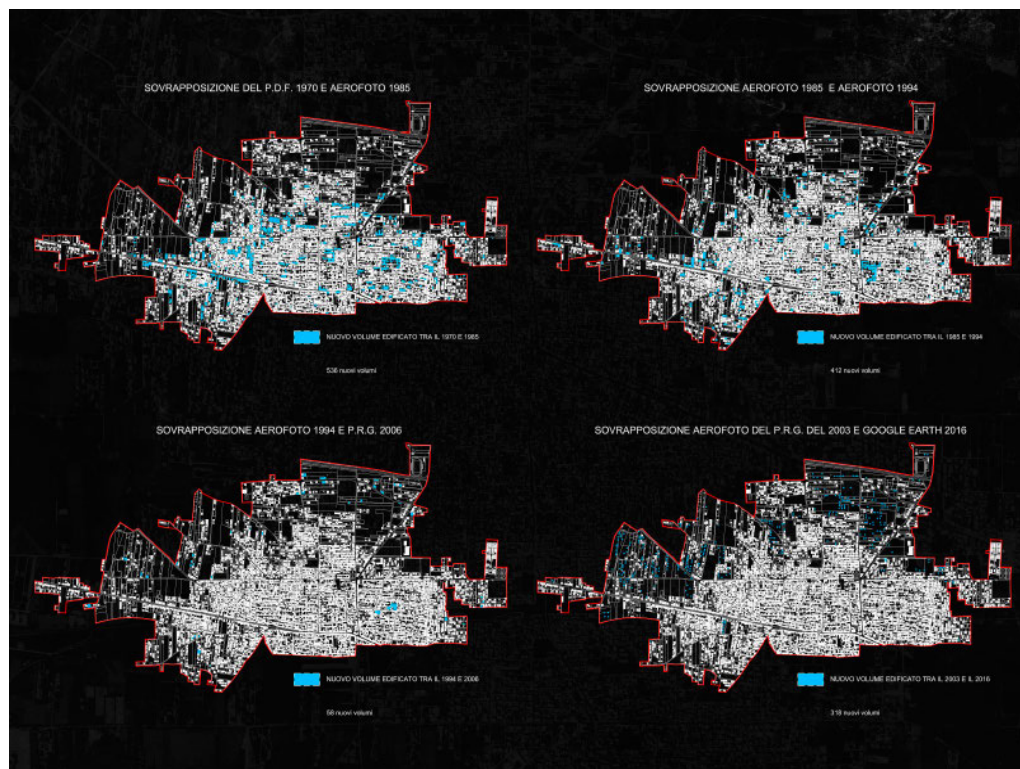 SOVRAPPOSIZIONE DEL P.D.F. 1970 E AEROFOTO 1985
NUOVO VOLUME EDIFICATO TRA IL 1970 E 1985
536 nuovi volumi
SOVRAPPOSIZIONE AEROFOTO 1985 E AEROFOTO 1994
NUOVO VOLUME EDIFICATO TRA IL 1985 E 1994
412 nuovi volumi
SOVRAPPOSIZIONE AEROFOTO 1994 E P.R.G. 2006
NUOVO VOLUME EDIFICATO TRA IL 1994 E 2006
58 nuovi volumi
SOVRAPPOSIZIONE AEROFOTO DEL P.R.G. DEL 2003 E GOOGLE EARTH 2016
NUOVO VOLUME EDIFICATO TRA IL 2003 E IL 2016
318 nuovi volumi